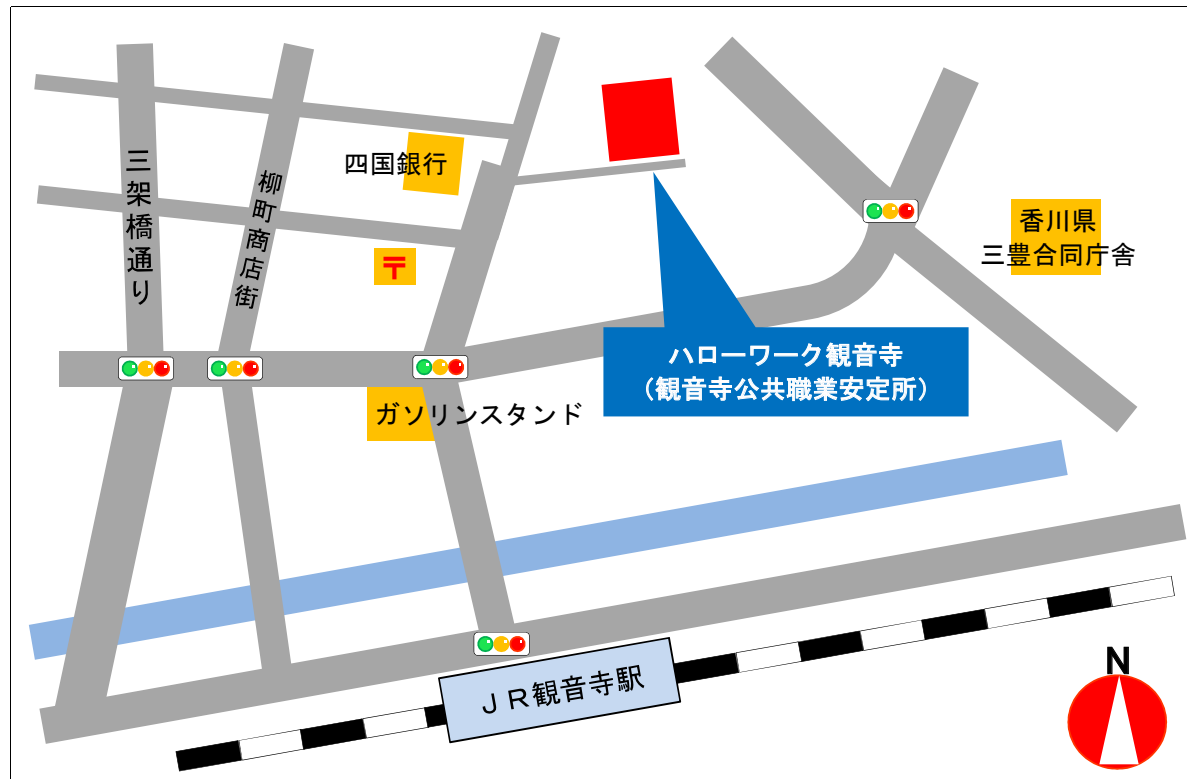 四国銀行
三架橋通り
柳町商店街
〒
香川県
三豊合同庁舎
ハローワーク観音寺
（観音寺公共職業安定所）
ガソリンスタンド
ＪＲ観音寺駅
N